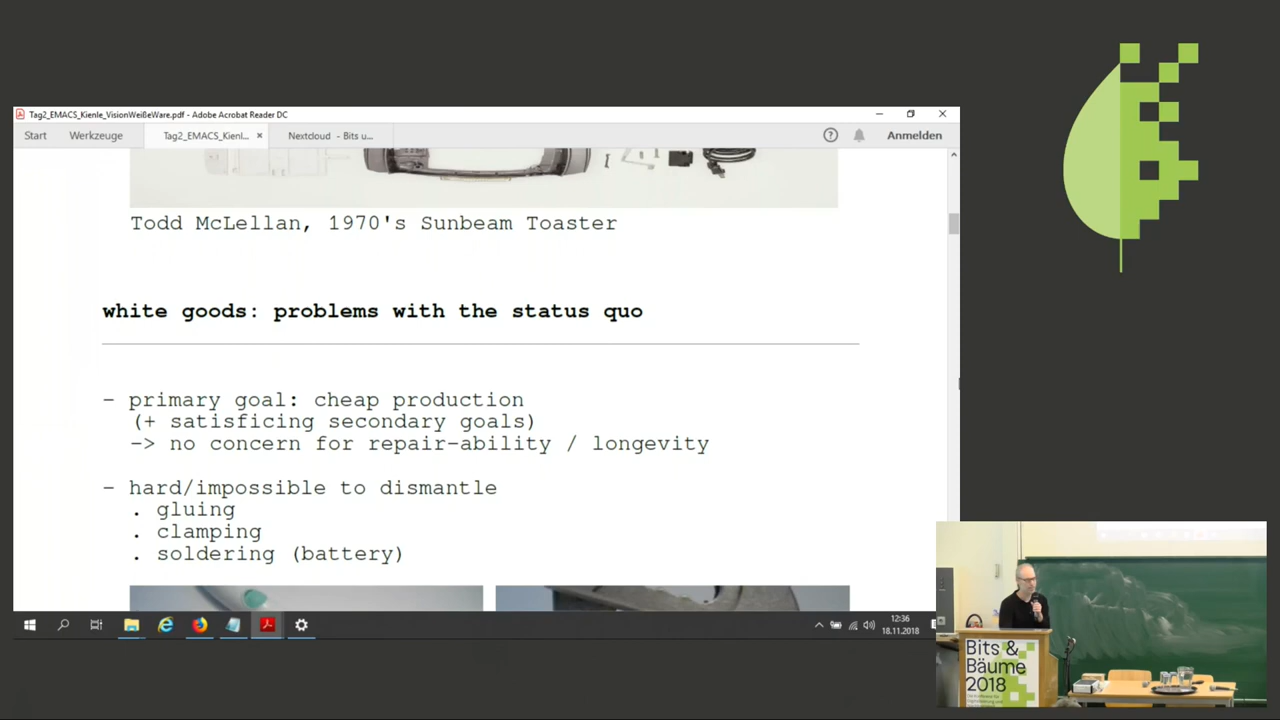 Tag2_EMACS_Kienle_VisionWeißeWare.pdf - Adobe Acrobat Reader DC
Start
Werkzeuge
Tag2_EMACS_Kienl...
Nextcloud - Bits u...
Anmelden
Todd McLellan, 1970's Sunbeam Toaster
white goods: problems with the status quo
- primary goal: cheap production
(+ satisficing secondary goals)
-> no concern for repair-ability / longevity
- hard/impossible to dismantle
. gluing
. clamping
. soldering (battery)
12:36
18.11.2018
Bits &
Bäume
2018